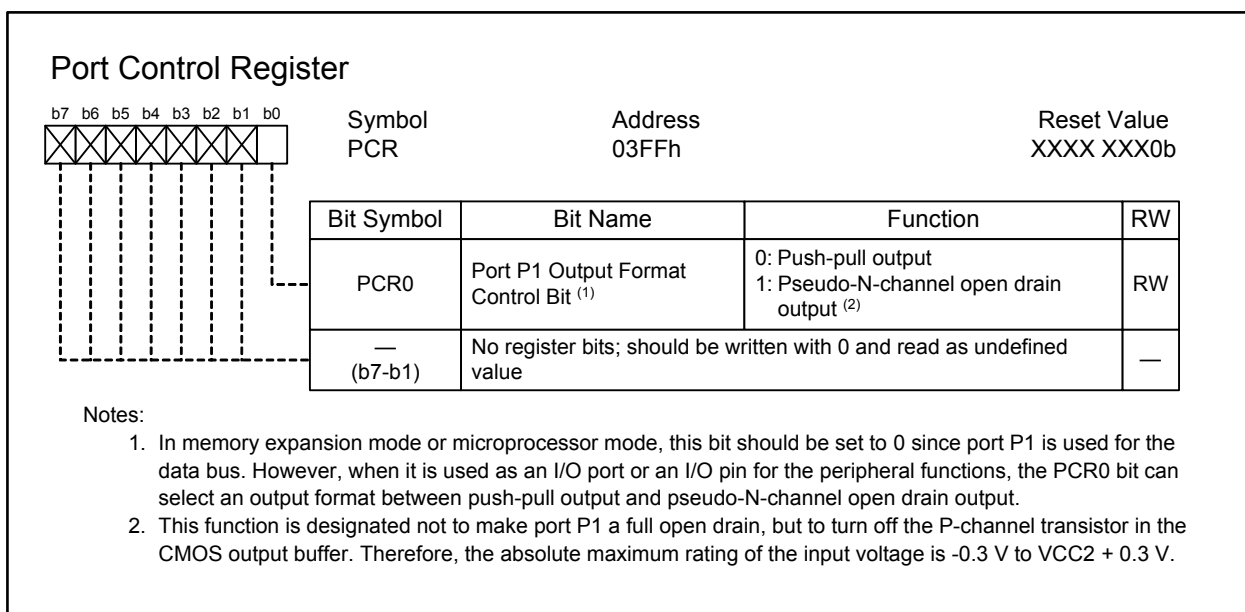 Port Control Register
b7 b6 b5 b4 b3 b2 b1 b0
Symbol Address Reset Value
PCR 03FFh XXXX XXX0b
Bit Symbol Bit Name Function RW
PCR0 Port P1 Output Format Control Bit (1) 0: Push-pull output
1: Pseudo-N-channel open drain output (2) RW
— (b7-b1) No register bits; should be written with 0 and read as undefined value —
Notes:
1. In memory expansion mode or microprocessor mode, this bit should be set to 0 since port P1 is used for the
data bus. However, when it is used as an I/O port or an I/O pin for the peripheral functions, the PCR0 bit can
select an output format between push-pull output and pseudo-N-channel open drain output.
2. This function is designated not to make port P1 a full open drain, but to turn off the P-channel transistor in the
CMOS output buffer. Therefore, the absolute maximum rating of the input voltage is -0.3 V to VCC2 + 0.3 V.